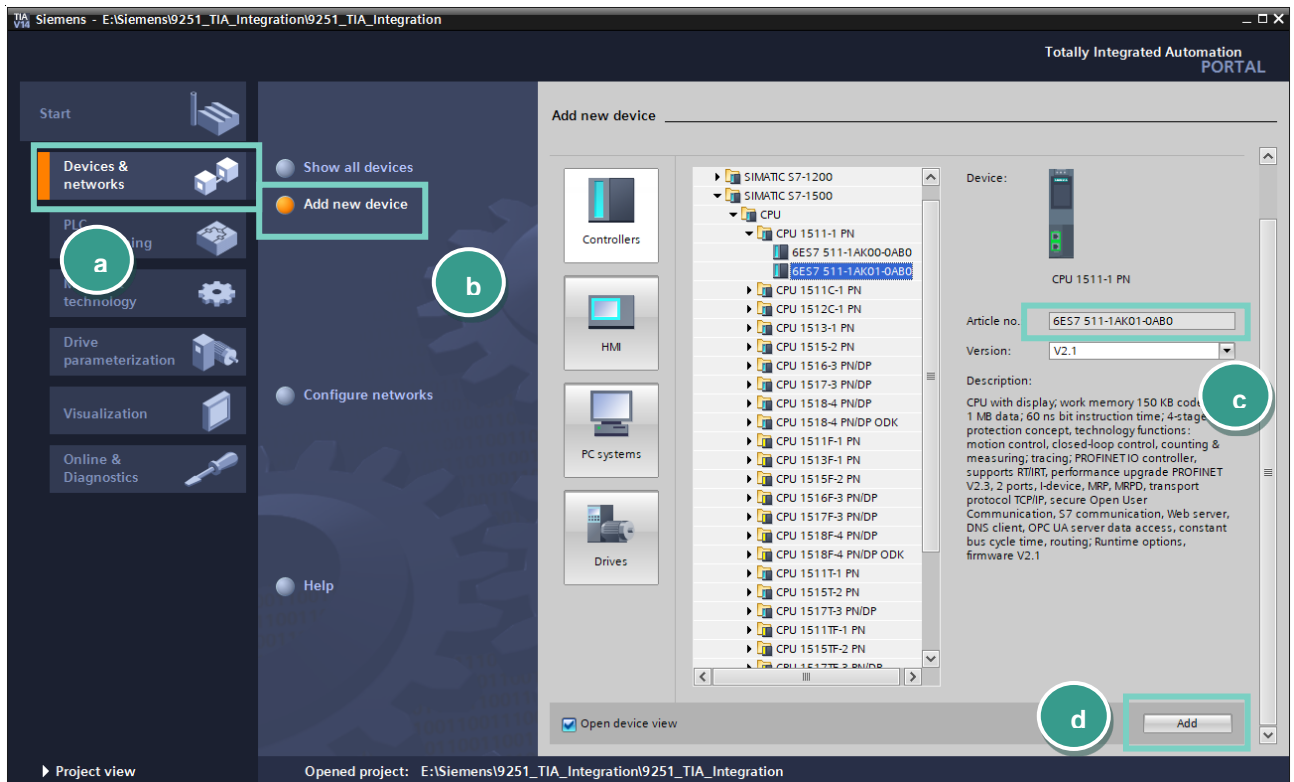 TIA V14 Siemens - E:\Siemens\9251_TIA_Integration\9251_TIA_Integration
Totally Integrated Automation
PORTAL
Start
Devices &
networks
PLC
technology
Drive
parameterization
Visualization
Online &
Diagnostics
a
Show all devices
Add new device
b
Configure networks
Help
Add new device
Controllers
HMI
PC systems
Drives
SIMATIC S7-1200
SIMATIC S7-1500
CPU
CPU 1511-1 PN
6ES7 511-1AK00-0AB0
6ES7 511-1AK01-0AB0
CPU 1511C-1 PN
CPU 1512C-1 PN
CPU 1513-1 PN
CPU 1515-2 PN
CPU 1516-3 PN/DP
CPU 1517-3 PN/DP
CPU 1518-4 PN/DP
CPU 1518-4 PN/DP ODK
CPU 1511F-1 PN
CPU 1513F-1 PN
CPU 1515F-2 PN
CPU 1516F-3 PN/DP
CPU 1517F-3 PN/DP
CPU 1518F-4 PN/DP
CPU 1518F-4 PN/DP ODK
CPU 1511T-1 PN
CPU 1515T-2 PN
CPU 1517T-3 PN/DP
CPU 1511TF-1 PN
CPU 1515TF-2 PN
CPU 1517TF-3 PN/DP
Device:
CPU 1511-1 PN
Article no.
6ES7 511-1AK01-0AB0
Version:
V2.1
c
Description:
CPU with display; work memory 150 KB
1 MB data; 60 ns bit instruction time; 4-stage
protection concept, technology functions:
motion control, closed-loop control, counting &
measuring; tracing; PROFINET IO controller,
supports RT/IRT, performance upgrade PROFINET
V2.3, 2 ports, I-device, MRP, MRPD, transport
protocol TCP/IP, secure Open User
Communication, S7 communication, Web server,
DNS client, OPC UA server data access, constant
bus cycle time, routing; Runtime options,
firmware V2.1
Open device view
d
Add
Project view
Opened project: E:\Siemens\9251_TIA_Integration\9251_TIA_Integration